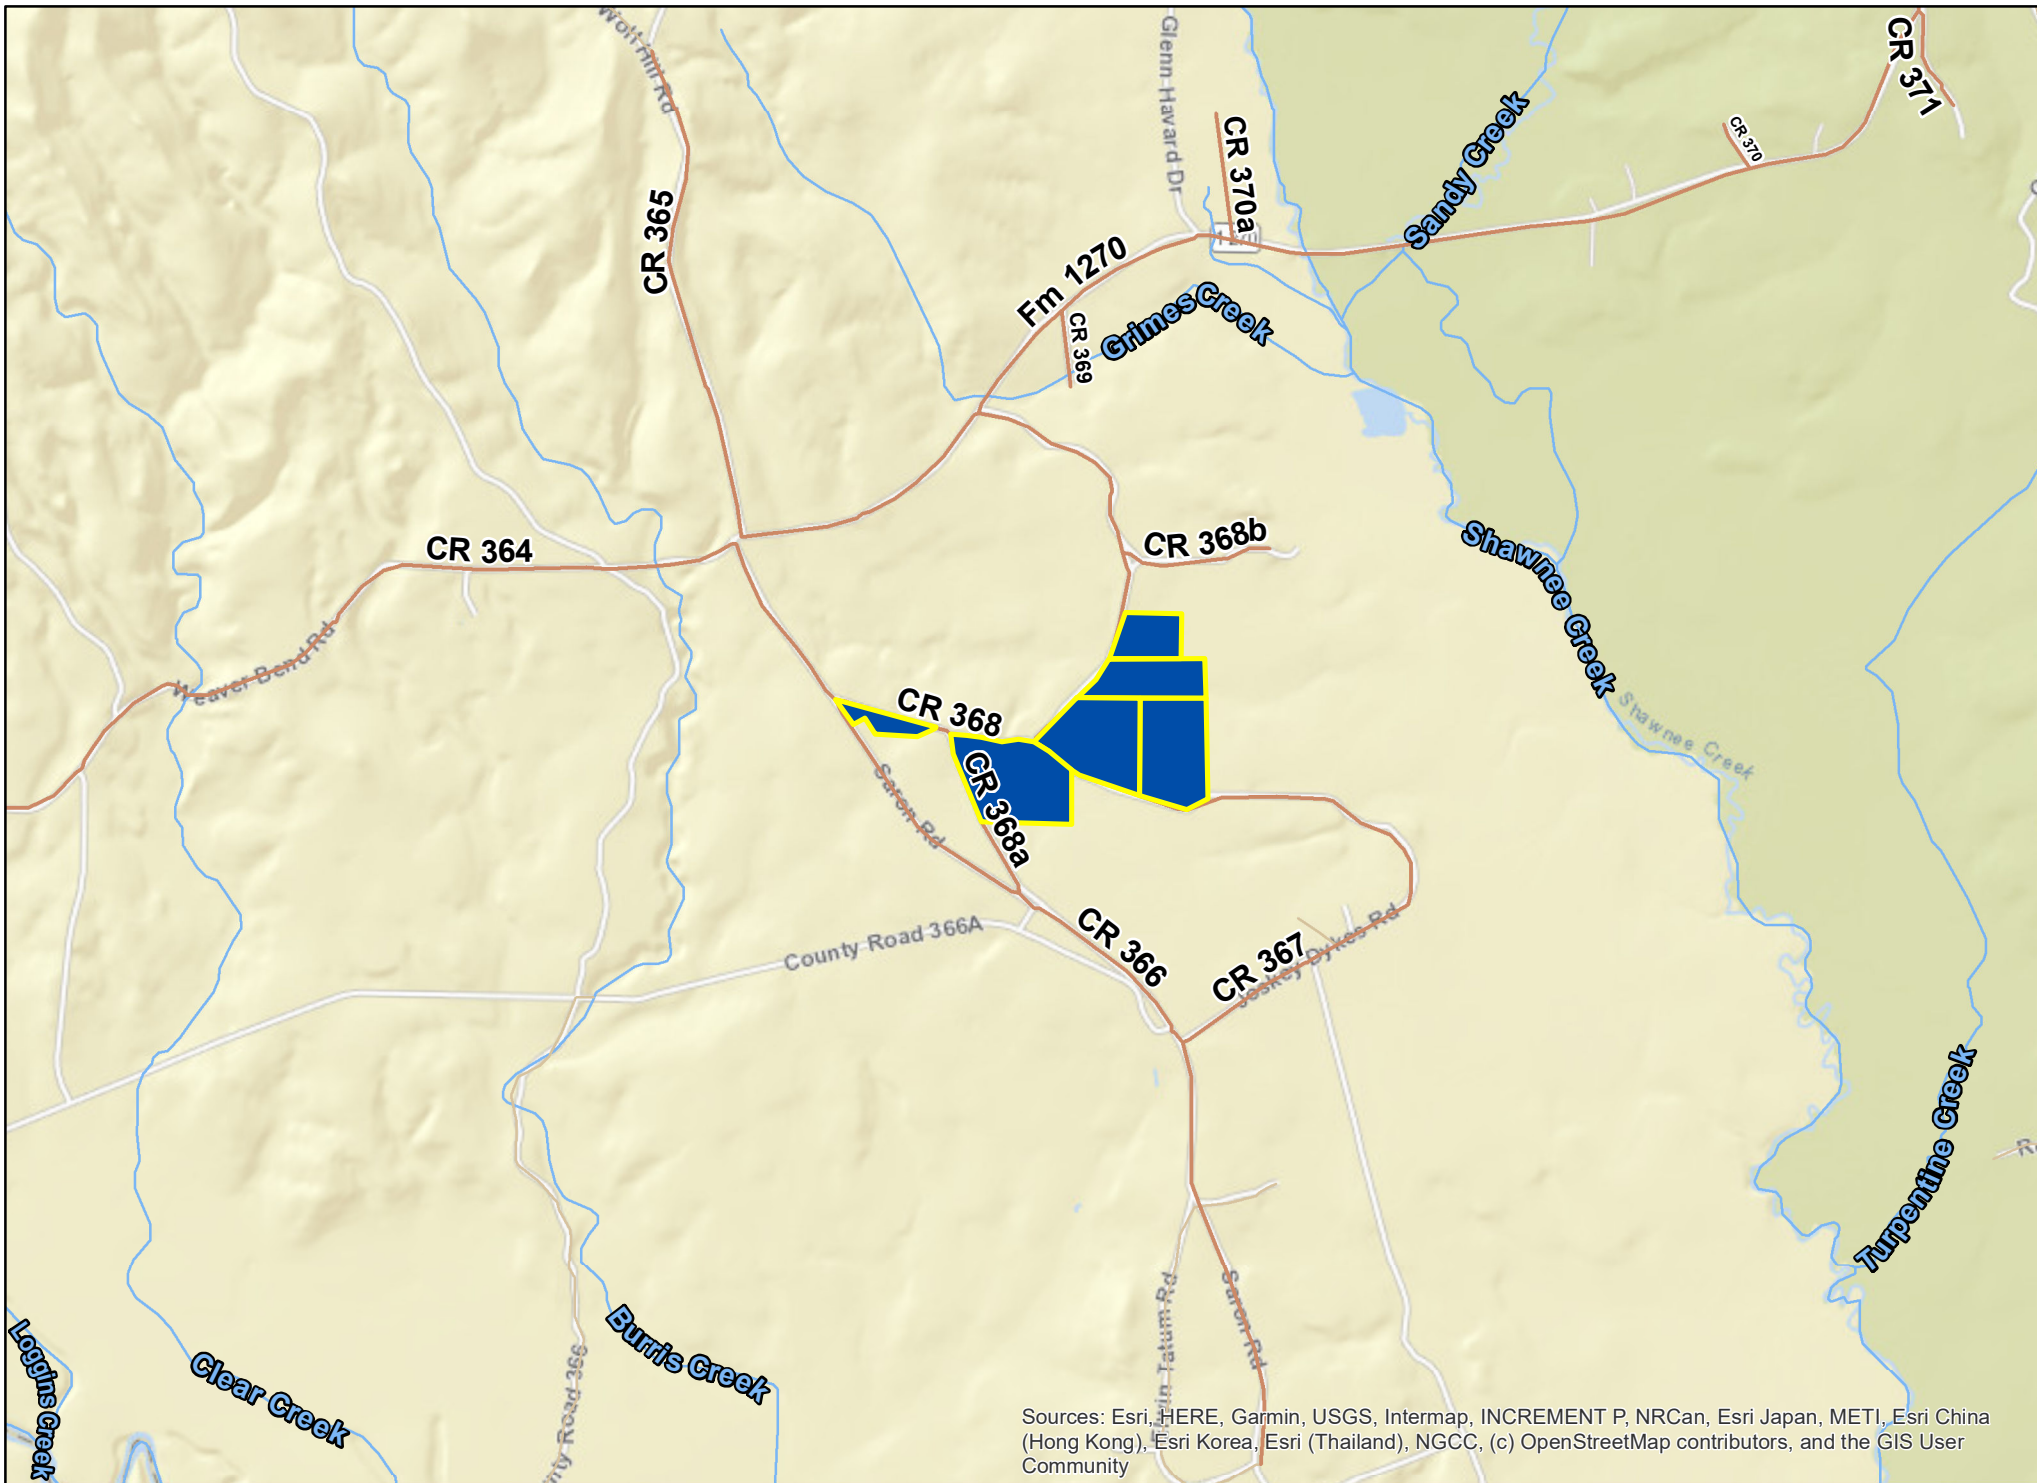 Wolf Hill Rd
Glenn Havard Dr
CR 371
CR 370
Sandy Creek
CR 370a
CR 365
Fm 1270
Grimes Creek
CR 369
CR 364
CR 368b
Shawnee Creek
Weaver Bend Rd
CR 368
Shawnee Creek
CR 368a
Saron Rd
County Road 366A
CR 366
CR 367
Joskey Dykes Rd
Turpentine Creek
Saron Rd
Burris Creek
Loggins Creek
Clear Creek
Road 366
Tatum Rd
Sources: Esri, HERE, Garmin, USGS, Intermap, INCREMENT P, NRCan, Esri Japan, METI, Esri China
(Hong Kong), Esri Korea, Esri (Thailand), NGCC, (c) OpenStreetMap contributors, and the GIS User
Community